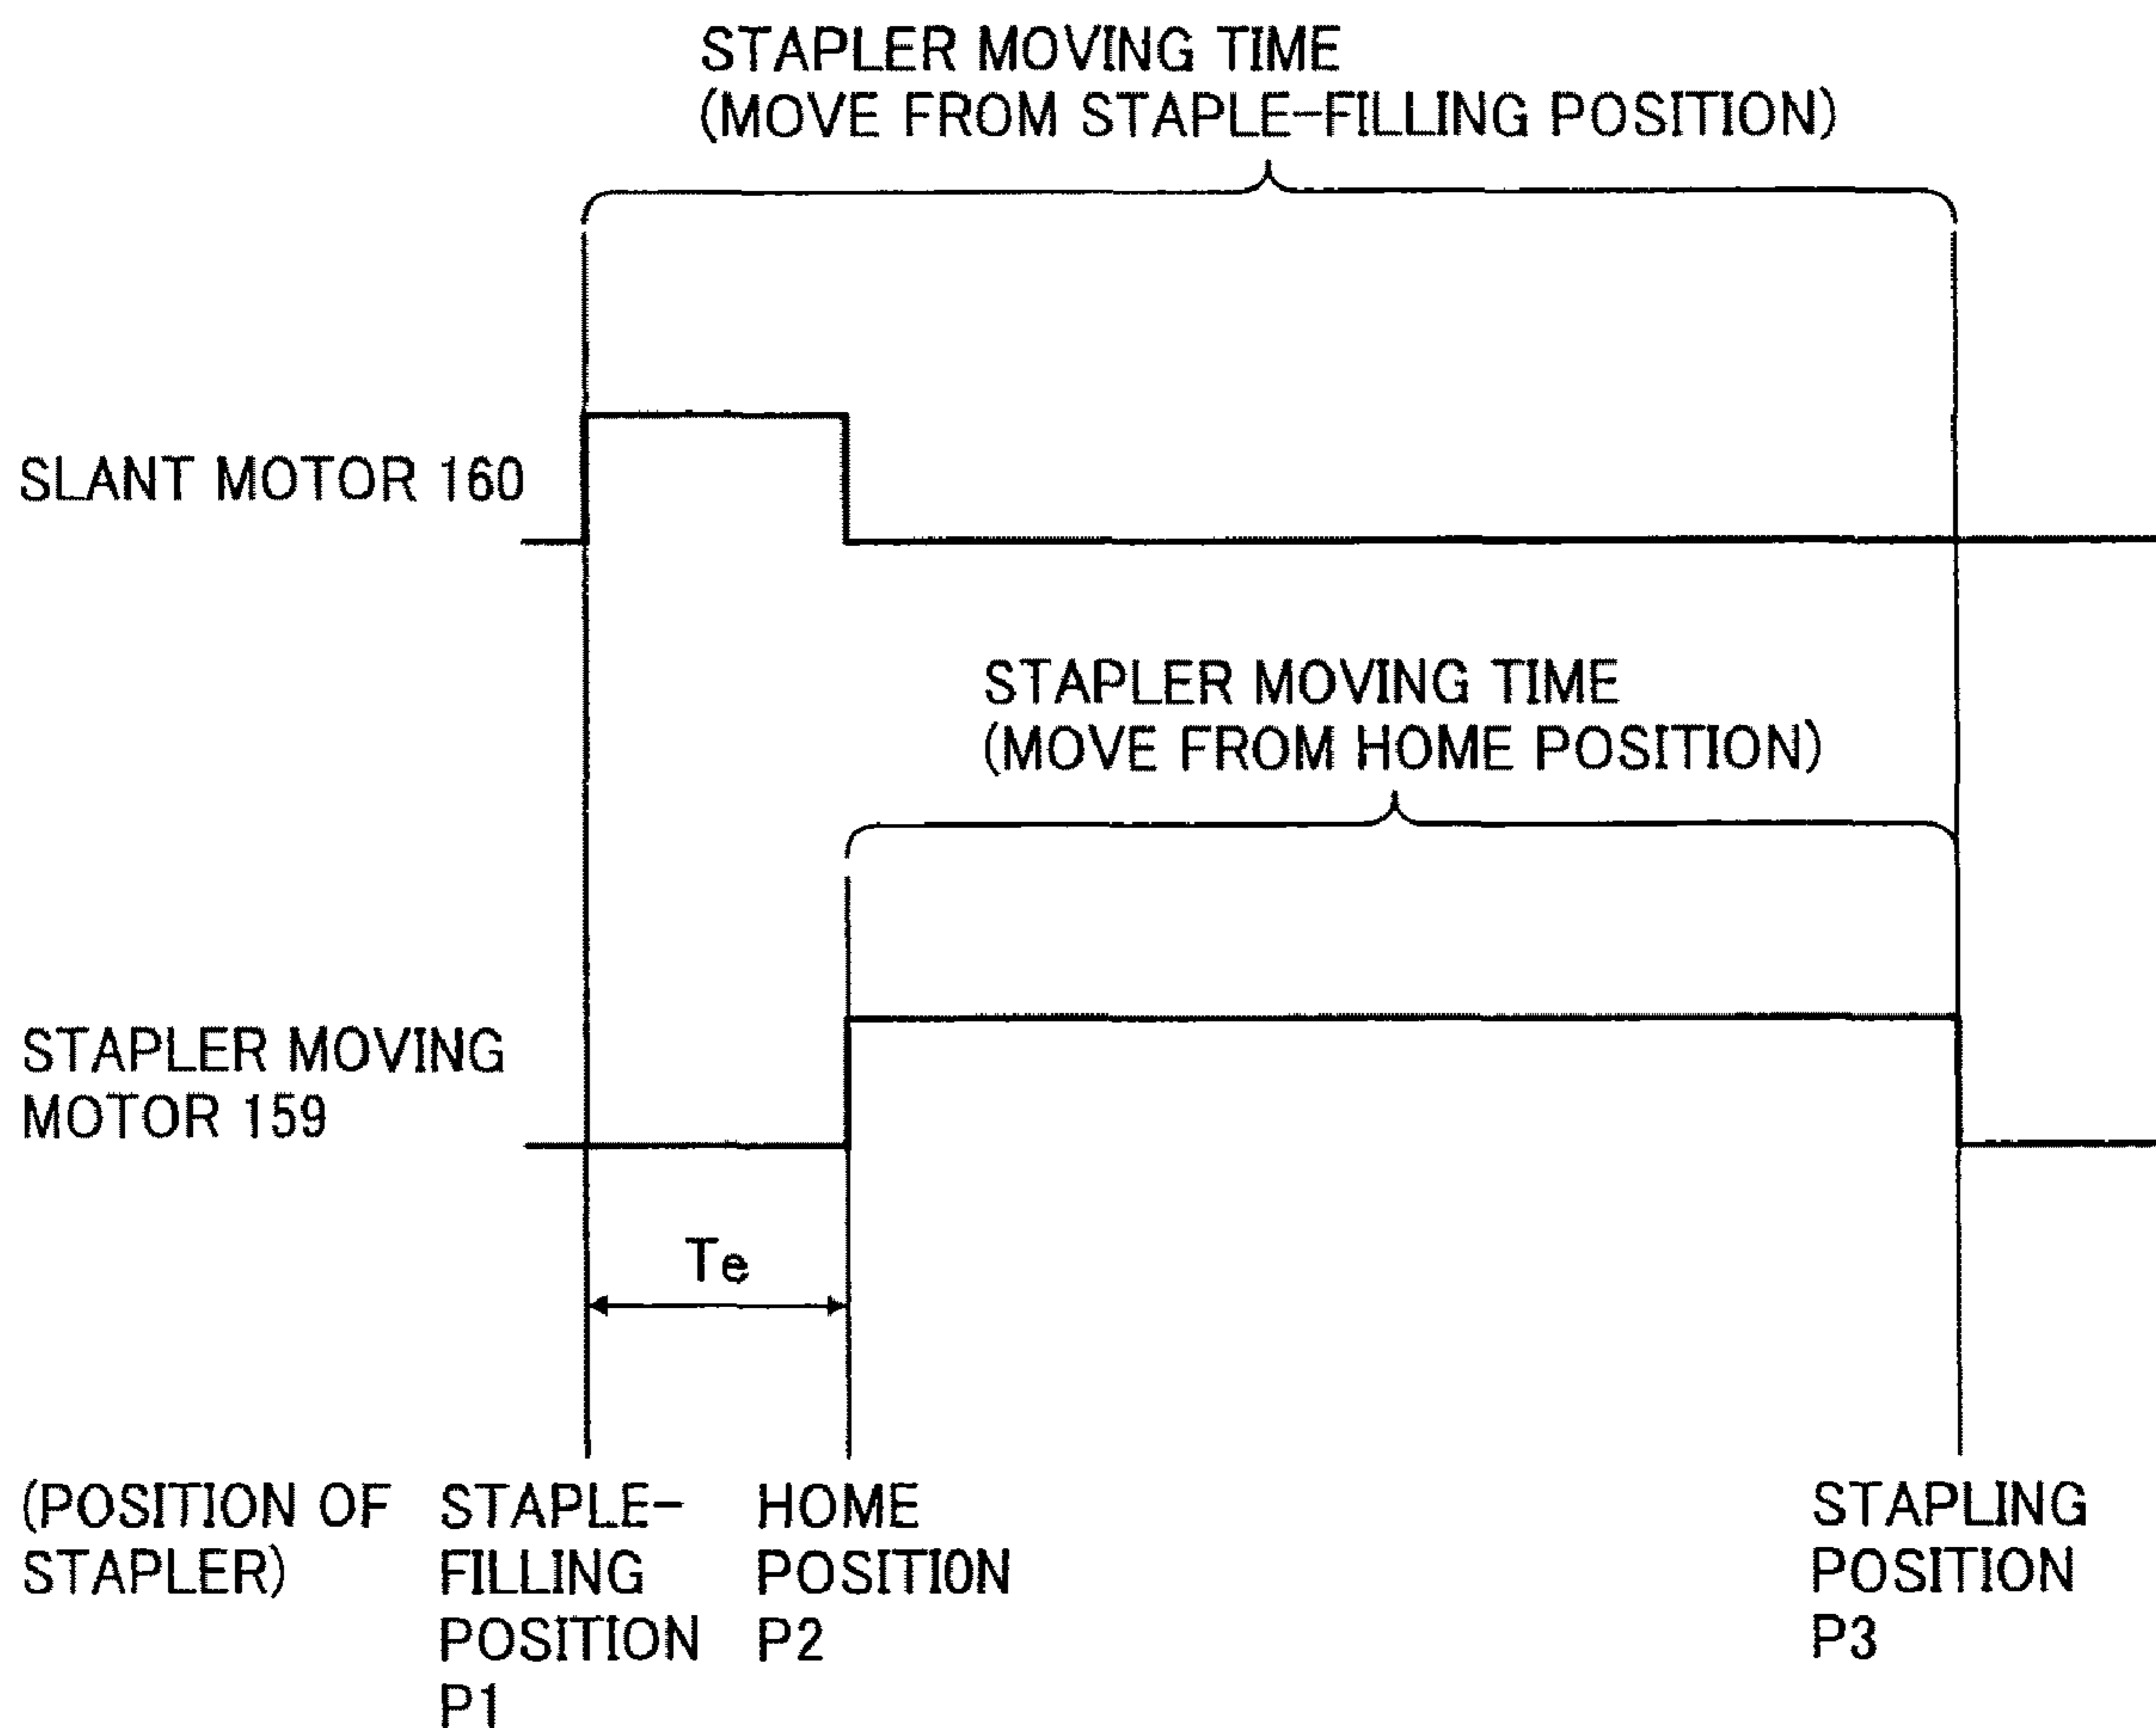 STAPLER MOVING TIME
(MOVE FROM STAPLE-FILLING POSITION)
SLANT MOTOR 160
STAPLER MOVING TIME
(MOVE FROM HOME POSITION)
STAPLER MOVING
MOTOR 159
Te
(POSITION OF
STAPLER)
STAPLE-
FILLING
POSITION
P1
HOME
POSITION
P2
STAPLING
POSITION
P3